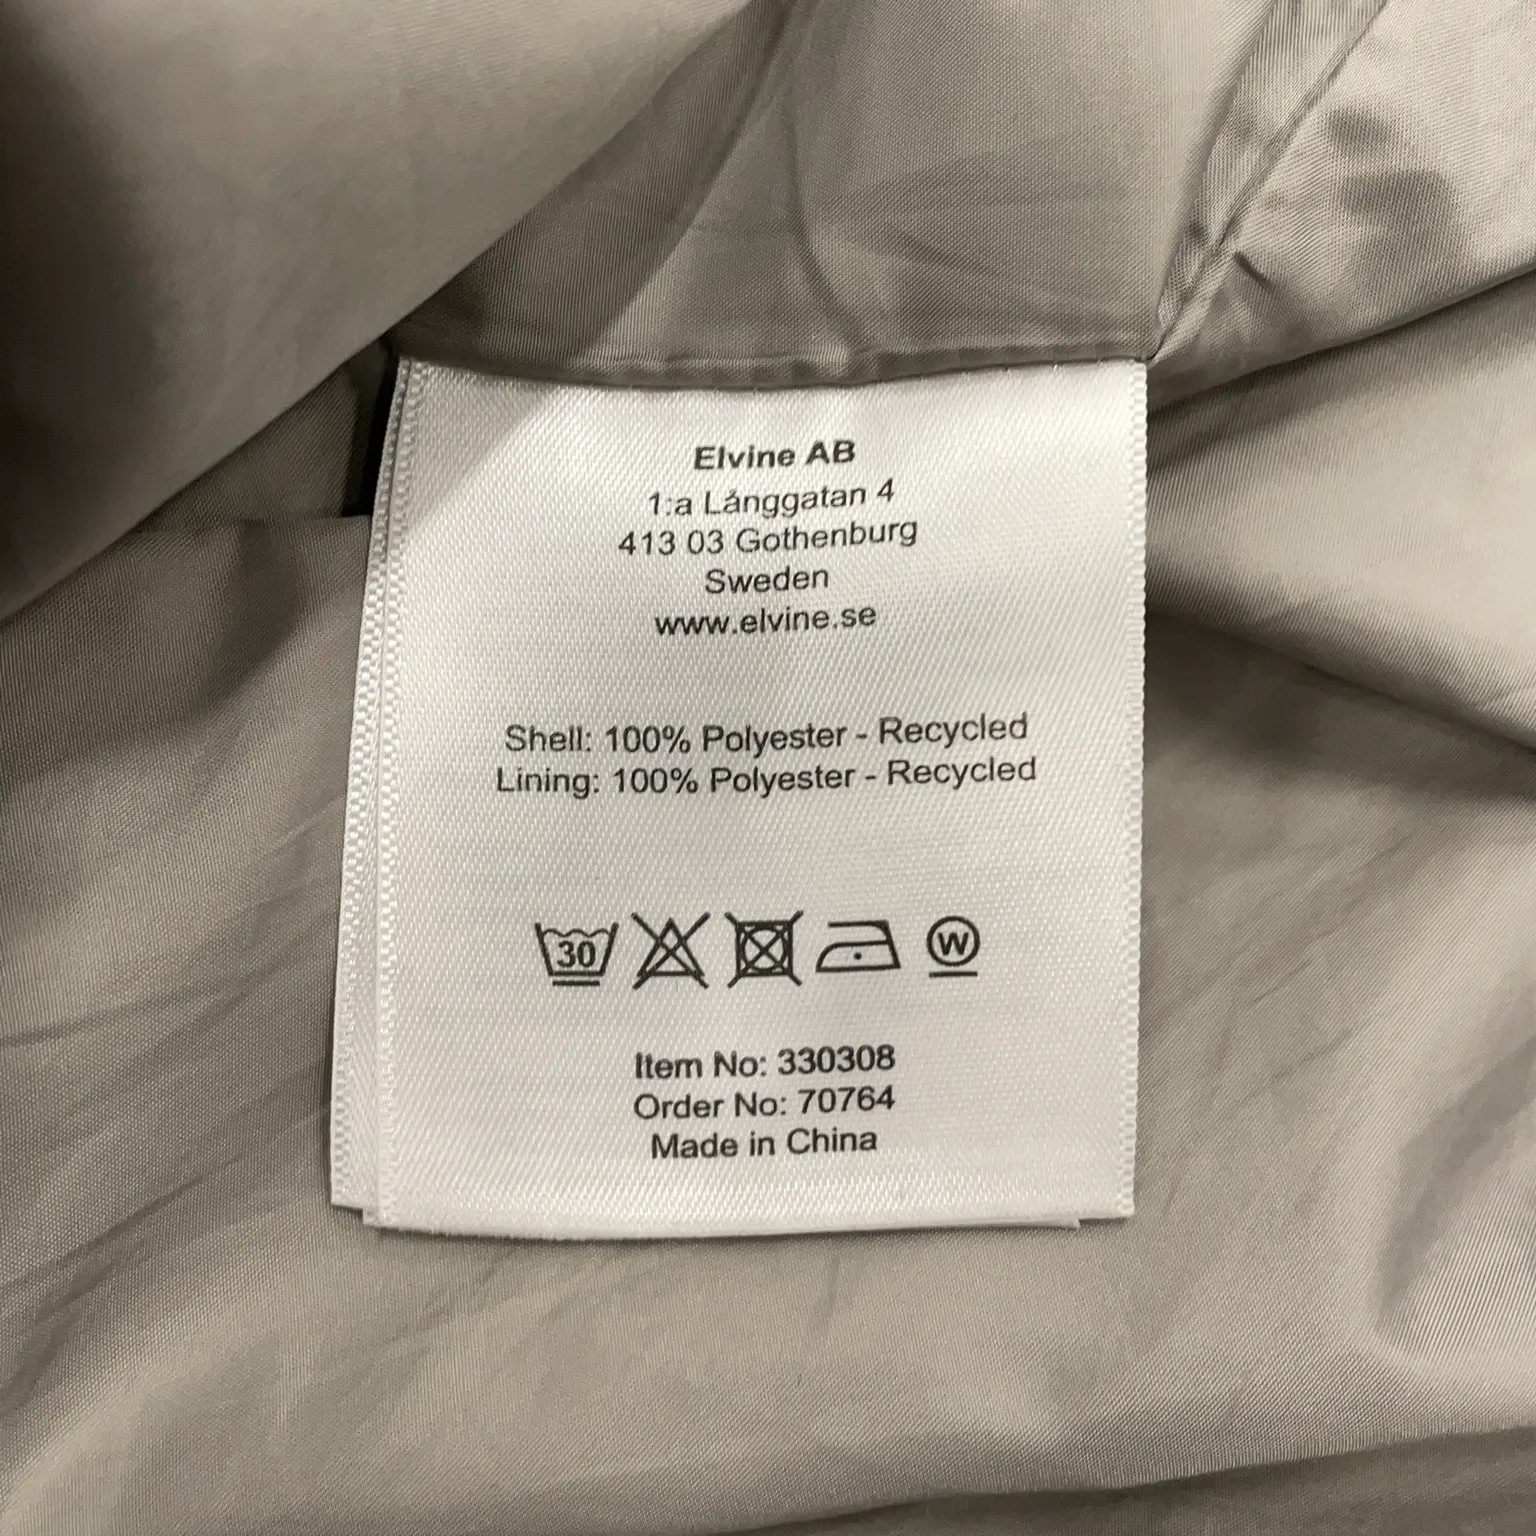 Elvine AB
1:a Långgatan 4
413 03 Gothenburg
Sweden
www.elvine.se
Shell: 100% Polyester - Recycled
Lining: 100% Polyester - Recycled
30 W
Item No: 330308
Order No: 70764
Made in China